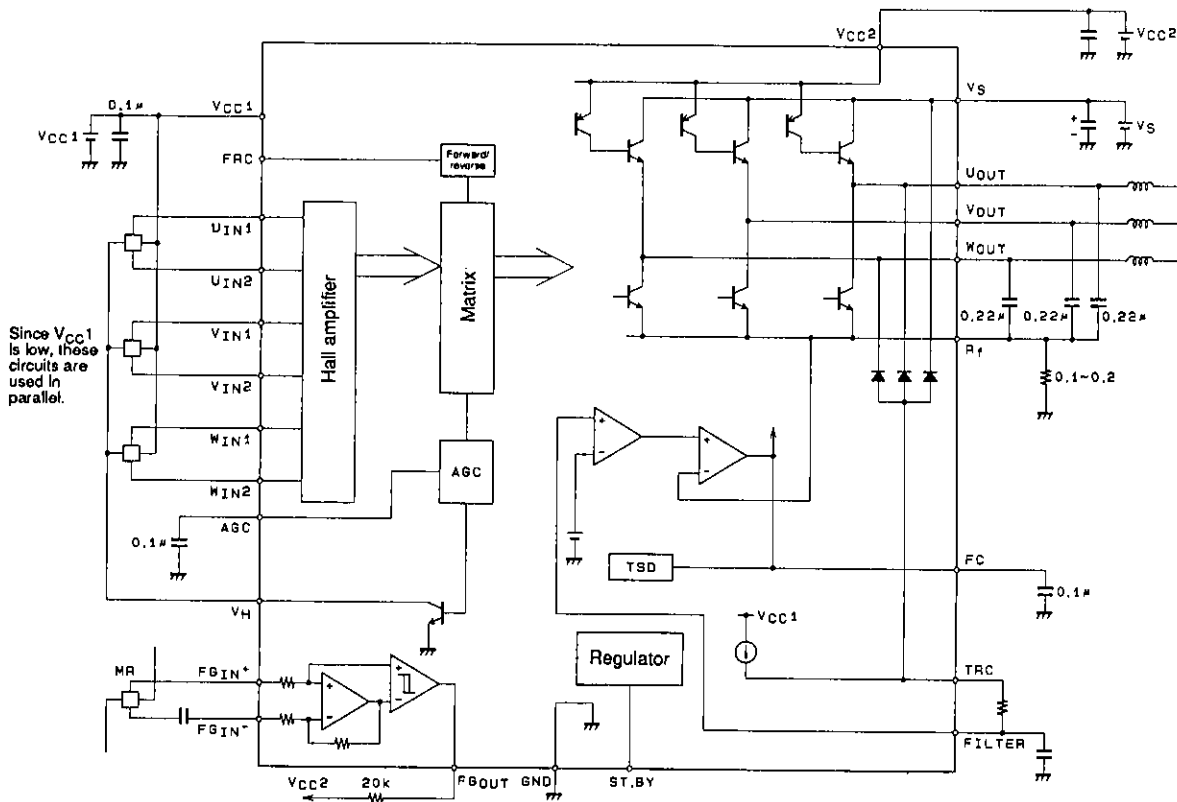 VCC2
VCC2
0.1μ
VCC1
VS
VCC1
VS
FRC
Forward/
reverse
UOUT
UIN1
VOUT
WOUT
UIN2
Hall amplifier
Matrix
0.22μ 0.22μ 0.22μ
Since VCC1
is low, these
circuits are
used in
parallel.
VIN1
Rf
VIN2
0.1~0.2
WIN1
+
-
+
-
AGC
WIN2
AGC
0.1μ
TSD
FC
0.1μ
VH
VCC1
Regulator
MR
FGIN+
TRC
+
-
+
-
FGIN-
FILTER
VCC2
20k
FGOUT
GND
ST.BY